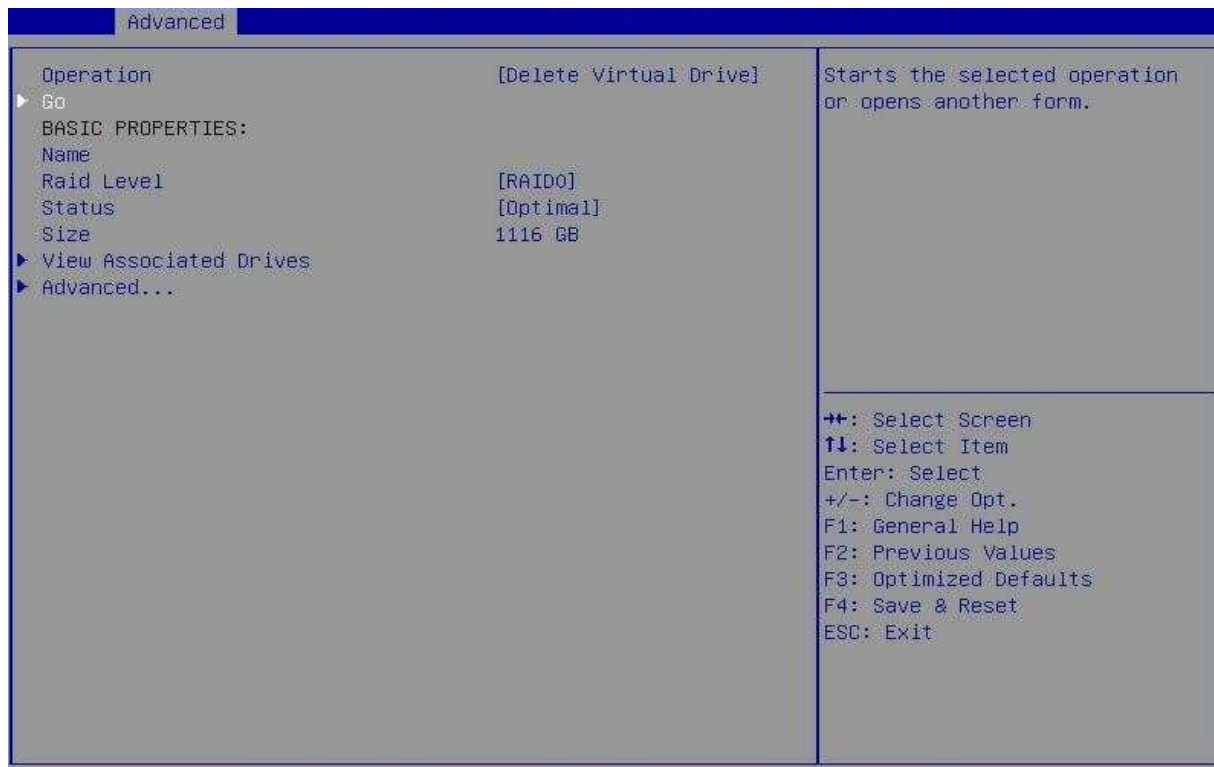 Advanced
Operation [Delete Virtual Drive]
Go
BASIC PROPERTIES:
Name
Raid Level [RAID0]
Status [Optimal]
Size 1116 GB
View Associated Drives
Advanced...
Starts the selected operation
or opens another form.
→←: Select Screen
↑↓: Select Item
Enter: Select
+/-: Change Opt.
F1: General Help
F2: Previous Values
F3: Optimized Defaults
F4: Save & Reset
ESC: Exit